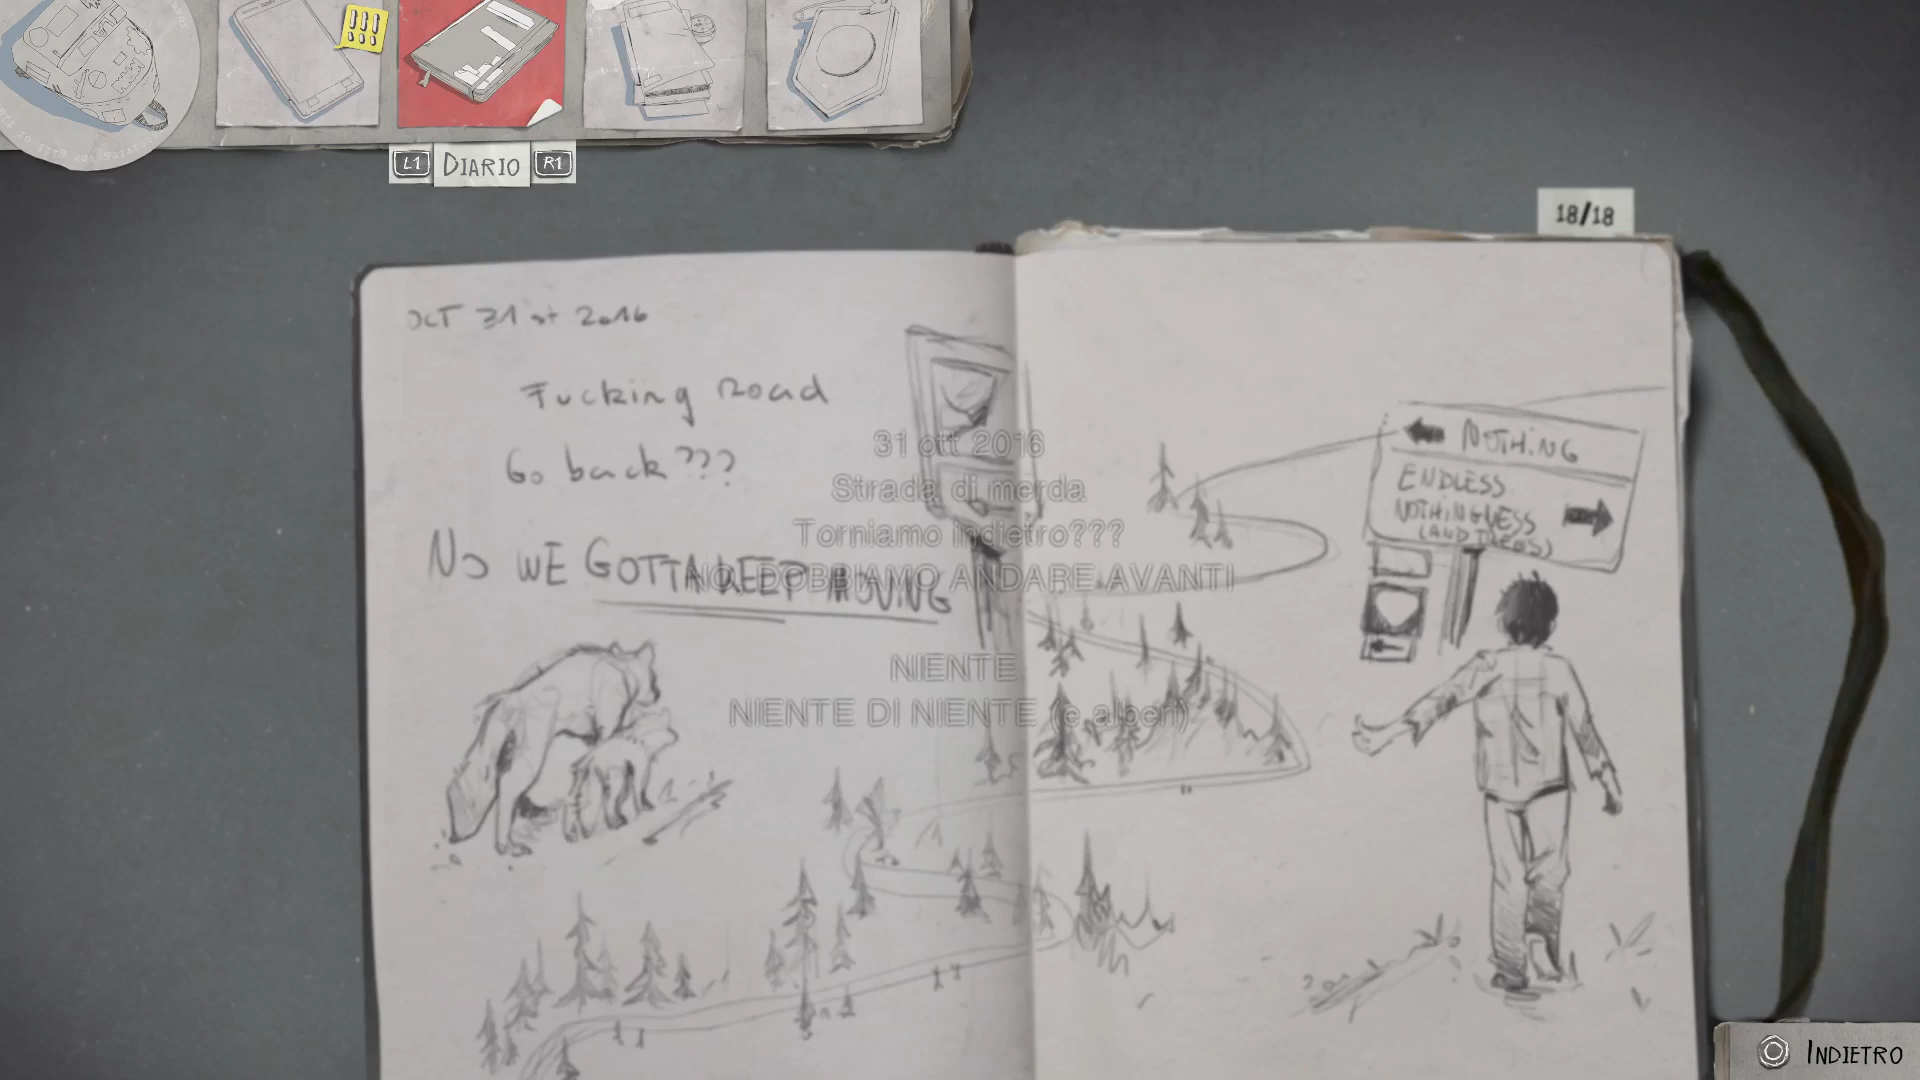 L1 DIARIO R1
18/18
OCT 31st 2016
Fucking Road
Go back???
NO WE GOTTA KEEP MOVING
NOTHING
ENDLESS
NOTHINGNESS
(AND TREES)
31 ott 2016
Strada di merda
Torniamo indietro???
NO, DOBBIAMO ANDARE AVANTI
NIENTE
NIENTE DI NIENTE (e alberi)
INDIETRO